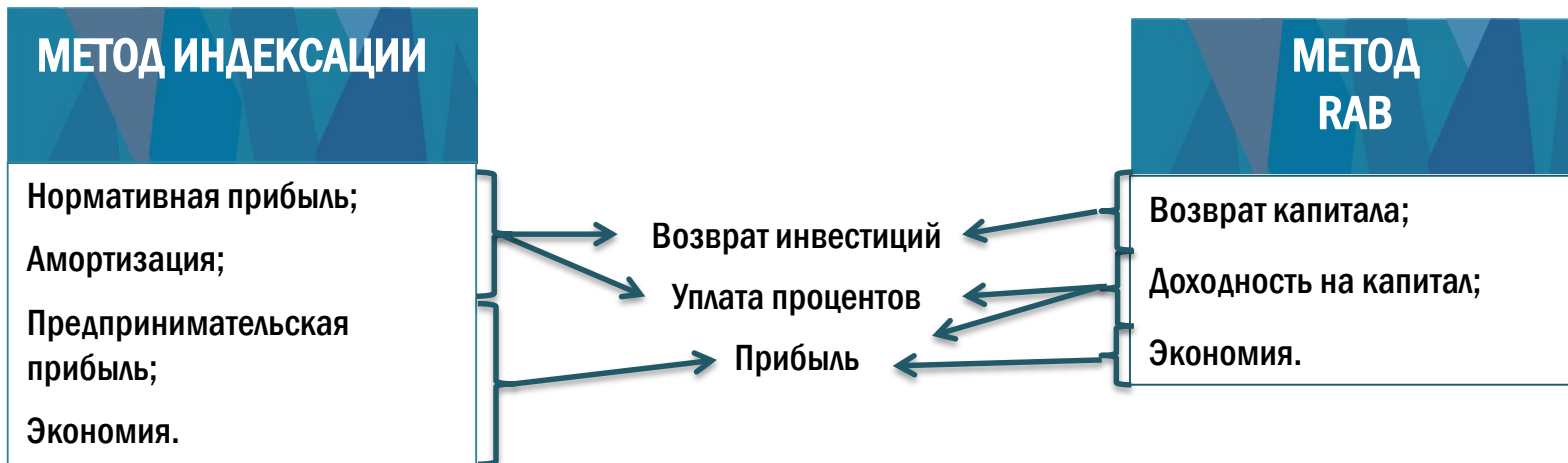 МЕТОД ИНДЕКСАЦИИ
Нормативная прибыль;
Амортизация;
Предпринимательская
прибыль;
Экономия.
Возврат инвестиций
Уплата процентов
Прибыль
МЕТОД
RAB
Возврат капитала;
Доходность на капитал;
Экономия.